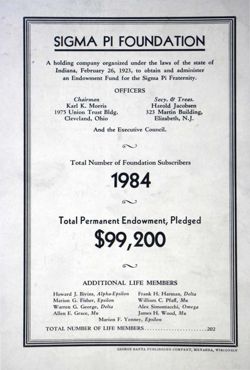 SIGMA PI FOUNDATION
A holding company organized under the laws of the state of
Indiana, February 26, 1923, to obtain and administer
an Endowment Fund for the Sigma Pi Fraternity.
OFFICERS
Chairman Secy. & Treas.
Karl K. Morris Harold Jacobsen
1975 Union Trust Bldg. 323 Martin Building,
Cleveland, Ohio Elizabeth, N.J.
And the Executive Council.
Total Number of Foundation Subscribers
1984
Total Permanent Endowment, Pledged
$99,200
ADDITIONAL LIFE MEMBERS
Howard J. Alpha-Epsilon Frank H. Hatman, Delta
Marion G. Fisher, Epsilon William C. Pfaff, Mu
Warren G. George, Delta Alex Omega
Allen E. Grace, Mu James H. Wood, Mu
Marion F. Yenney, Epsilon
TOTAL NUMBER OF LIFE MEMBERS 202
GEORGE BANTA PUBLISHING COMPANY, MENASHA, WISCONSIN